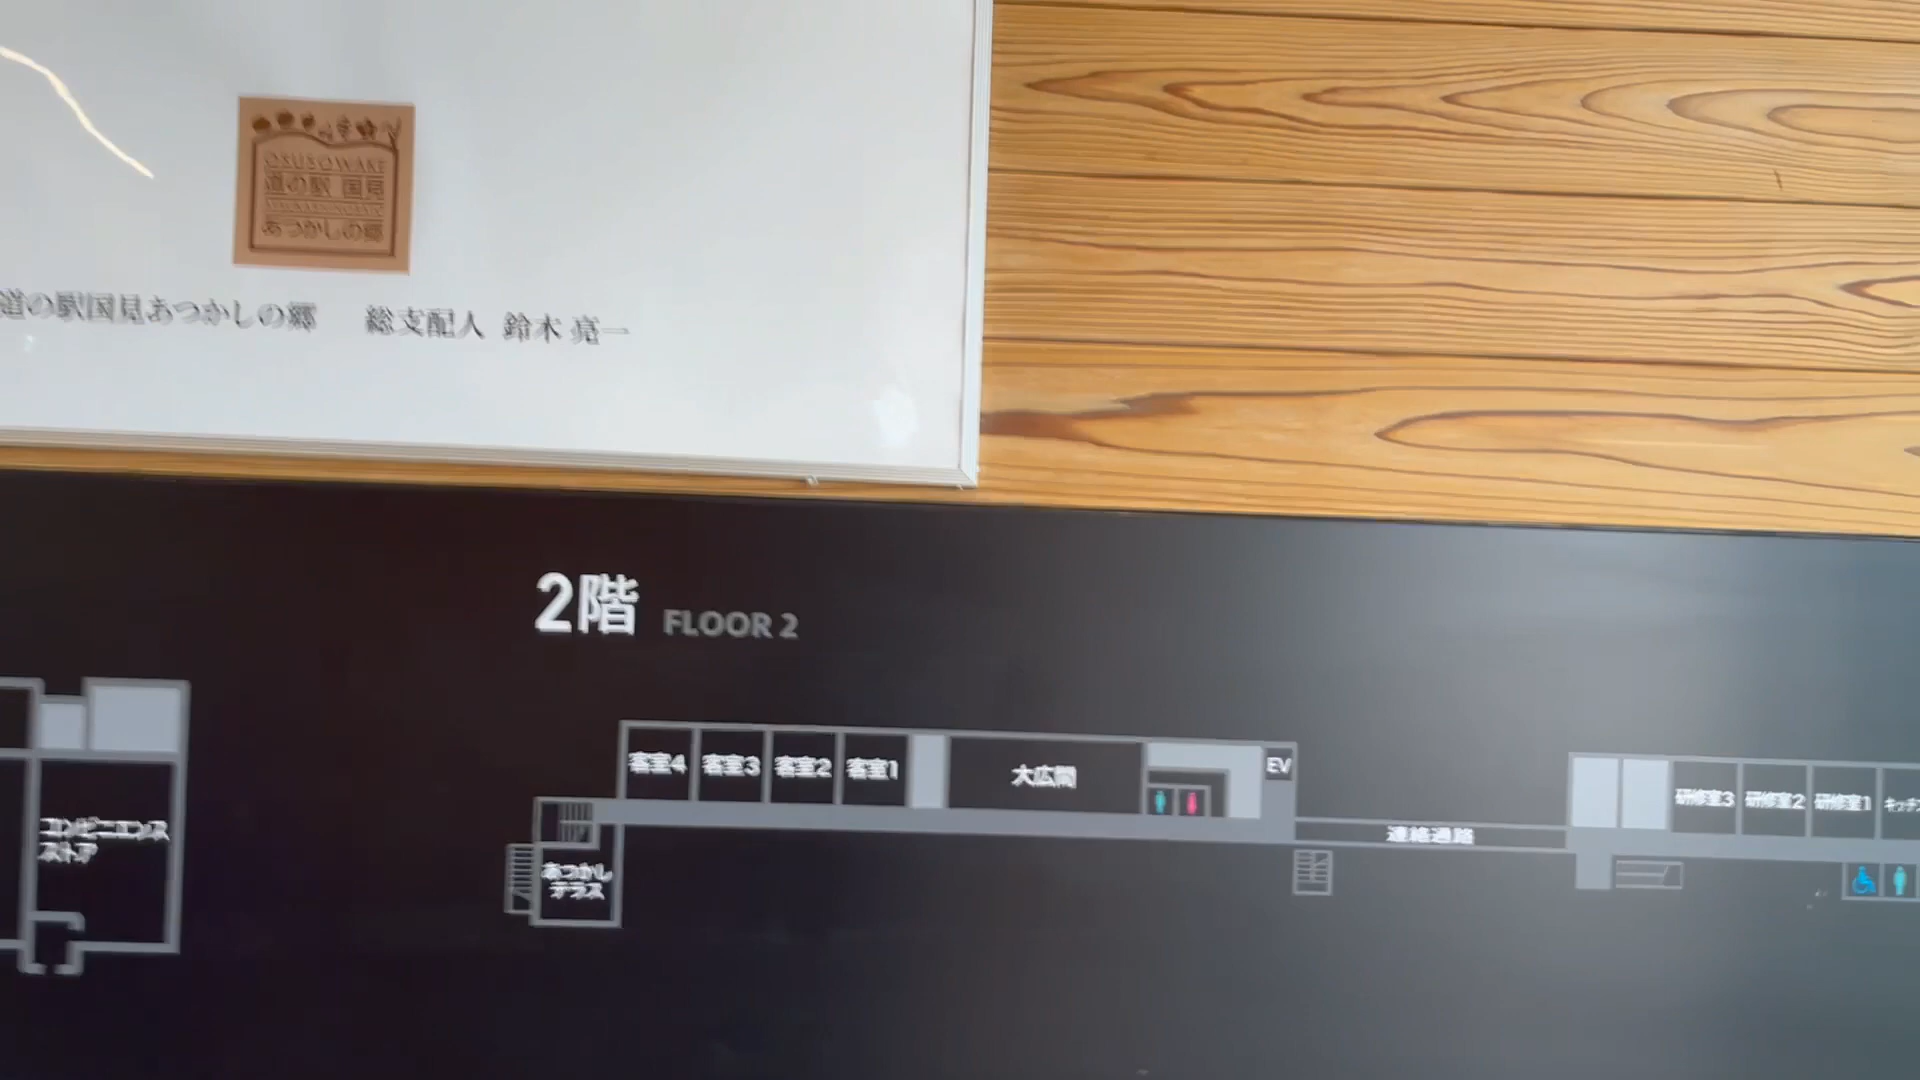 OSUSOWAKE
道の駅 国見
あつかしの郷
道の駅国見あつかしの郷 総支配人 鈴木 亮一
2階 FLOOR 2
客室4 客室3 客室2 客室1 大広間 EV
研修室3 研修室2 研修室1
連絡通路
コンビニエンス
ストア
あつかし
テラス